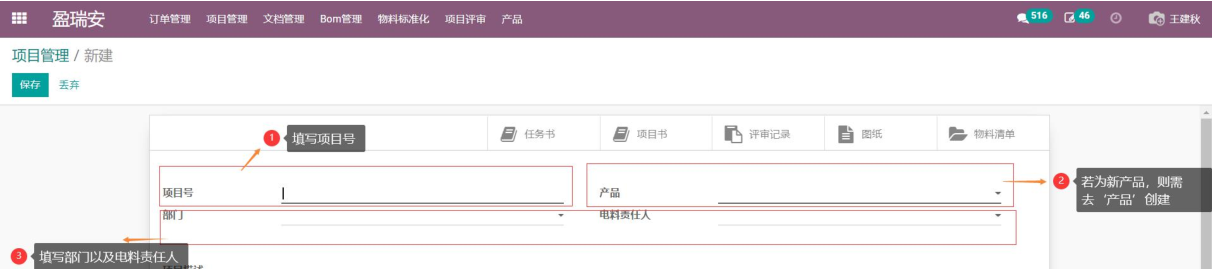 盈瑞安 订单管理 项目管理 文档管理 Bom管理 物料标准化 项目评审 产品 516 46 王建秋
项目管理 / 新建
保存 丢弃
1 填写项目号 任务书 项目书 评审记录 图纸 物料清单
项目号 产品 2 若为新产品，则需
去‘产品’创建
部门 电料责任人
3 填写部门以及电料责任人
项目描述